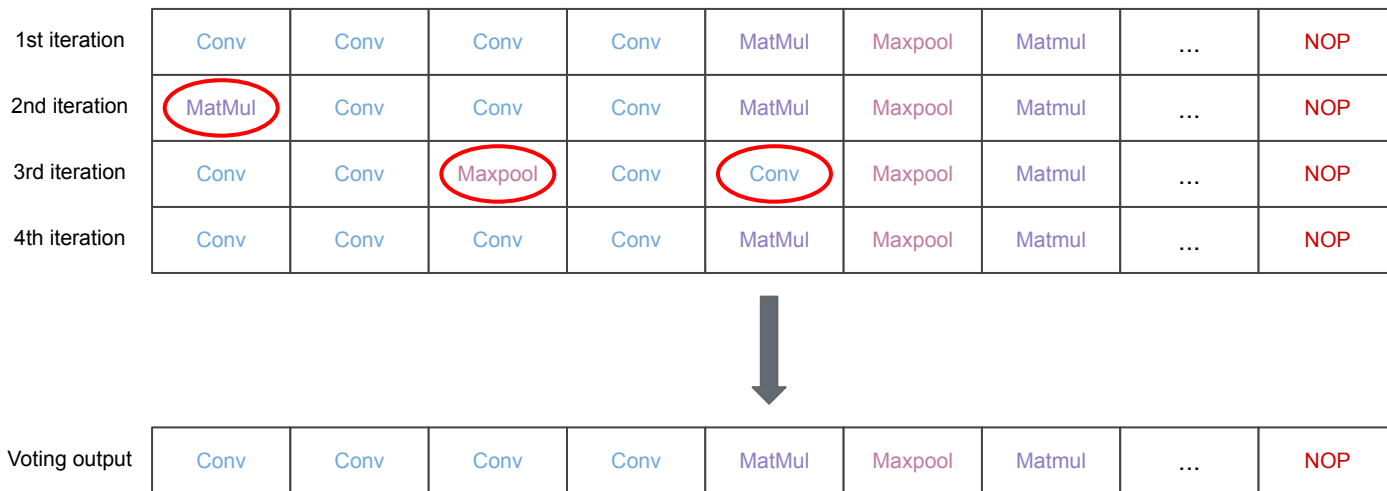 1st iteration Conv Conv Conv Conv MatMul Maxpool Matmul ... NOP
2nd iteration MatMul Conv Conv Conv MatMul Maxpool Matmul ... NOP
3rd iteration Conv Conv Maxpool Conv Conv Maxpool Matmul ... NOP
4th iteration Conv Conv Conv Conv MatMul Maxpool Matmul ... NOP
Voting output Conv Conv Conv Conv MatMul Maxpool Matmul ... NOP